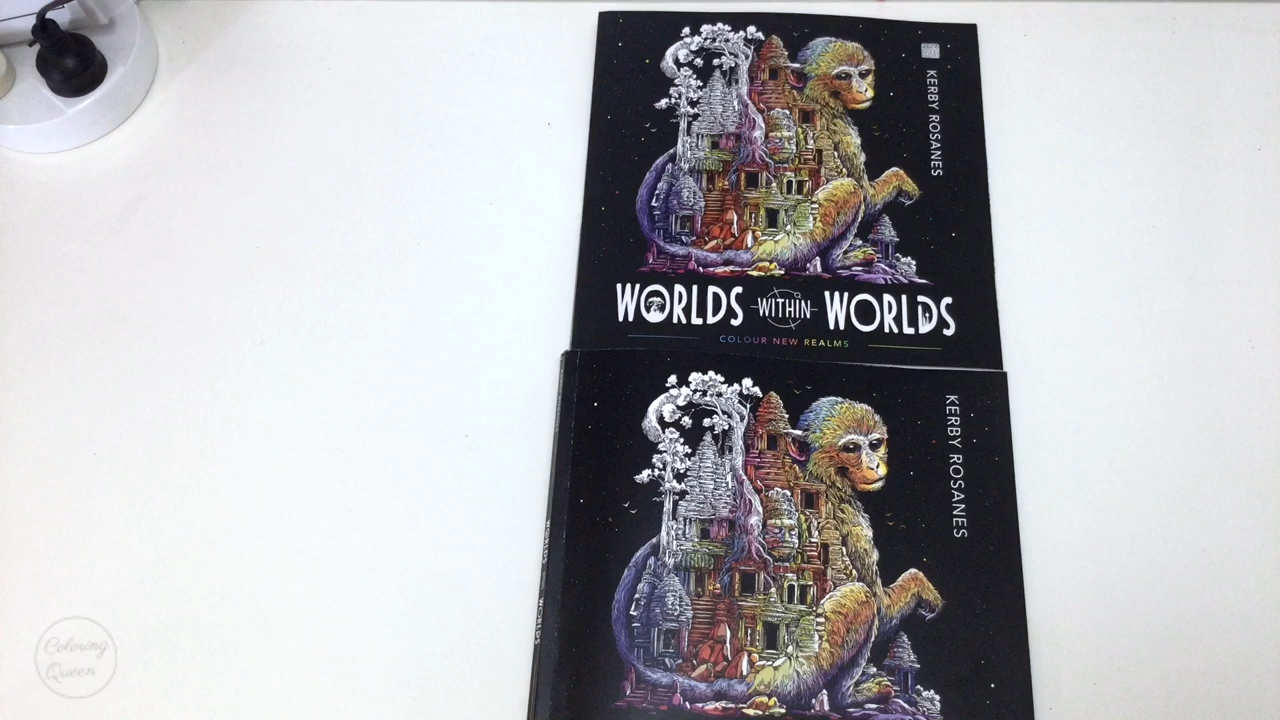 KERBY ROSANES
WORLDS WITHIN WORLDS
COLOUR NEW REALMS
KERBY ROSANES
WORLDS WITHIN WORLDS
Coloring
Queen